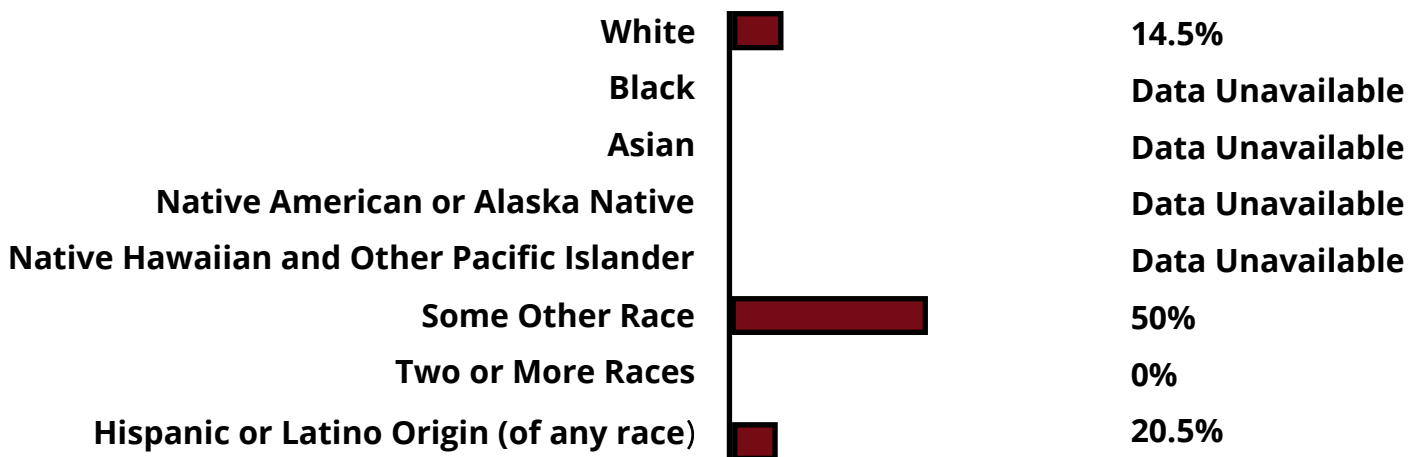 White 14.5%
Black Data Unavailable
Asian Data Unavailable
Native American or Alaska Native Data Unavailable
Native Hawaiian and Other Pacific Islander Data Unavailable
Some Other Race 50%
Two or More Races 0%
Hispanic or Latino Origin (of any race) 20.5%